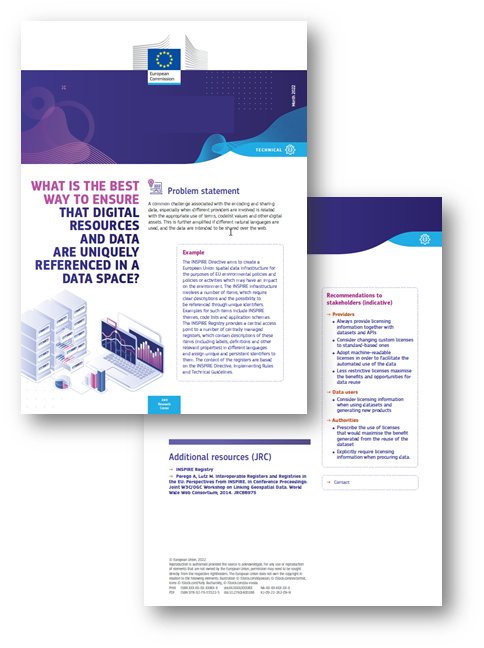 European
Commission
March 2022
TECHNICAL
WHAT IS THE BEST
WAY TO ENSURE
THAT DIGITAL
RESOURCES
AND DATA
ARE UNIQUELY
REFERENCED IN A
DATA SPACE?
Problem statement
A common challenge associated with the encoding and sharing
data, especially when different providers are involved is related
with the appropriate use of terms, codelist values and other digital
assets. This is further amplified if different natural languages are
used, and the data are intended to be shared over the web.
Example
The INSPIRE Directive aims to create a
European Union spatial data infrastructure for
the purposes of EU environmental policies and
policies or activities which may have an impact
on the environment. The INSPIRE infrastructure
involves a number of items, which require
clear descriptions and the possibility to
be referenced through unique identifiers.
Examples for such items include INSPIRE
themes, code lists and application schemas.
The INSPIRE Registry provides a central access
point to a number of centrally managed
registers, which contain descriptions of these
items (including labels, definitions and other
relevant properties) in different languages
and assign unique and persistent identifiers to
them. The content of the registers are based
on the INSPIRE Directive, Implementing Rules
and Technical Guidelines.
Joint
Research
Centre
Recommendations to
stakeholders (indicative)
→ Providers
Always provide licensing
information together with
datasets and APIs
Consider changing custom licenses
to standard-based ones
Adopt machine-readable
licenses in order to facilitate the
automated use of the data
Less restrictive licenses maximise
the benefits and opportunities for
data reuse
→ Data users
Consider licensing information
when using datasets and
generating new products
→ Authorities
Prescribe the use of licenses
that would maximise the benefit
generated from the reuse of the
dataset
Explicitly require licensing
information when procuring data.
→ Contact
Additional resources (JRC)
→ INSPIRE Registry
→ Perego A, Lutz M. Interoperable Registers and Registries in
the EU: Perspectives from INSPIRE. In Conference Proceedings:
Joint W3C/OGC Workshop on Linking Geospatial Data. World
Wide Web Consortium, 2014. JRC88975
© European Union, 2022